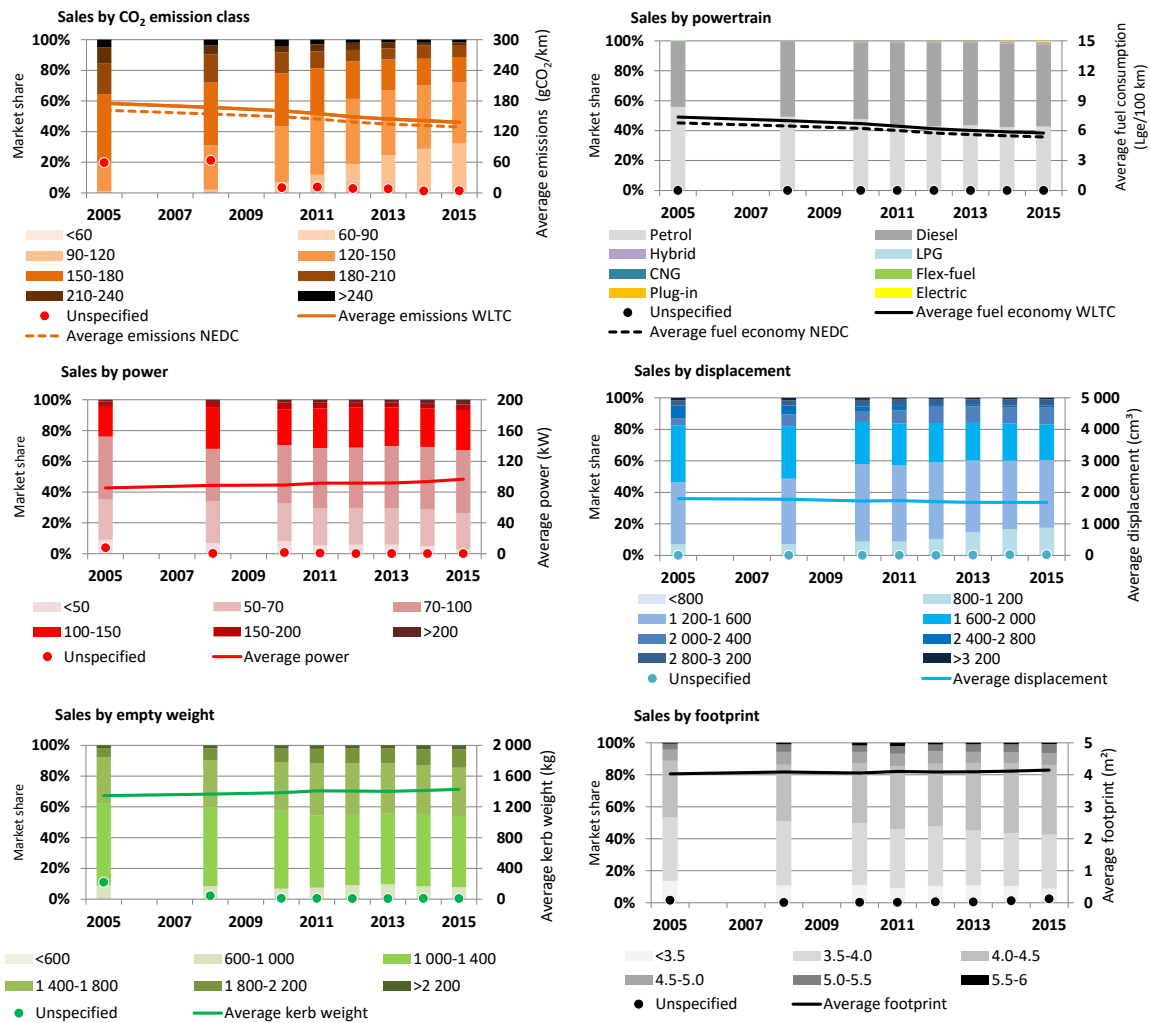 Sales by CO2 emission class
100%
80%
60%
40%
20%
0%
Market share
300
240
180
120
60
0
Average emissions (gCO2/km)
2005 2007 2009 2011 2013 2015
<60 60-90
90-120 120-150
150-180 180-210
210-240 >240
Unspecified Average emissions WLTC
Average emissions NEDC
Sales by powertrain
100%
80%
60%
40%
20%
0%
Market share
15
12
9
6
3
0
Average fuel consumption
(Lge/100 km)
2005 2007 2009 2011 2013 2015
Petrol Diesel
Hybrid LPG
CNG Flex-fuel
Plug-in Electric
Unspecified Average fuel economy WLTC
Average fuel economy NEDC
Sales by power
100%
80%
60%
40%
20%
0%
Market share
200
160
120
80
40
0
Average power (kW)
2005 2007 2009 2011 2013 2015
<50 50-70 70-100
100-150 150-200 >200
Unspecified Average power
Sales by displacement
100%
80%
60%
40%
20%
0%
Market share
5 000
4 000
3 000
2 000
1 000
0
Average displacement (cm³)
2005 2007 2009 2011 2013 2015
<800 800-1 200
1 200-1 600 1 600-2 000
2 000-2 400 2 400-2 800
2 800-3 200 >3 200
Unspecified Average displacement
Sales by empty weight
100%
80%
60%
40%
20%
0%
Market share
2 000
1 600
1 200
800
400
0
Average kerb weight (kg)
2005 2007 2009 2011 2013 2015
<600 600-1 000 1 000-1 400
1 400-1 800 1 800-2 200 >2 200
Unspecified Average kerb weight
Sales by footprint
100%
80%
60%
40%
20%
0%
Market share
5
4
3
2
1
0
Average footprint (m²)
2005 2007 2009 2011 2013 2015
<3.5 3.5-4.0 4.0-4.5
4.5-5.0 5.0-5.5 5.5-6
Unspecified Average footprint